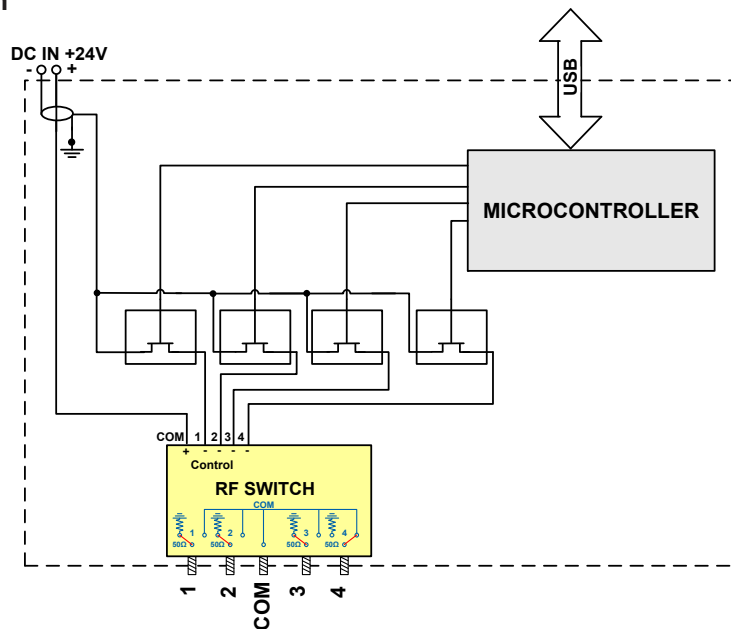 DC IN +24V
- +
USB
MICROCONTROLLER
COM 1 2 3 4
+ - - - -
Control
RF SWITCH
COM
1 2 3 4
50Ω 50Ω 50Ω 50Ω
1 2 COM 3 4